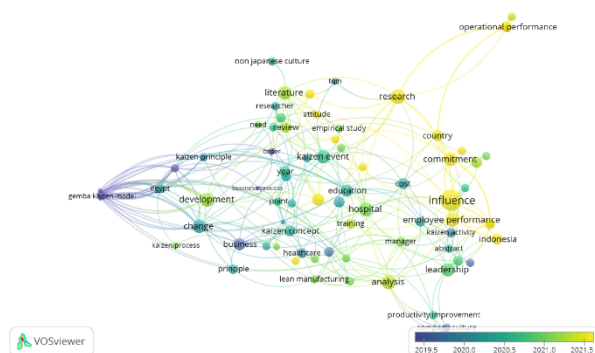 operational performance
non japanese culture
tqm
literature
research
researcher
attitude
need
review
empirical study
country
order
kaizen event
commitment
kaizen principle
year
gemba kaizen model
egypt
business process
education
cost
development
point
hospital
influence
training
employee performance
change
kaizen concept
kaizen activity
indonesia
kaizen process
business
manager
abstract
healthcare
principle
lean manufacturing
leadership
analysis
productivity improvement
company culture
VOSviewer
2019.5 2020.0 2020.5 2021.0 2021.5